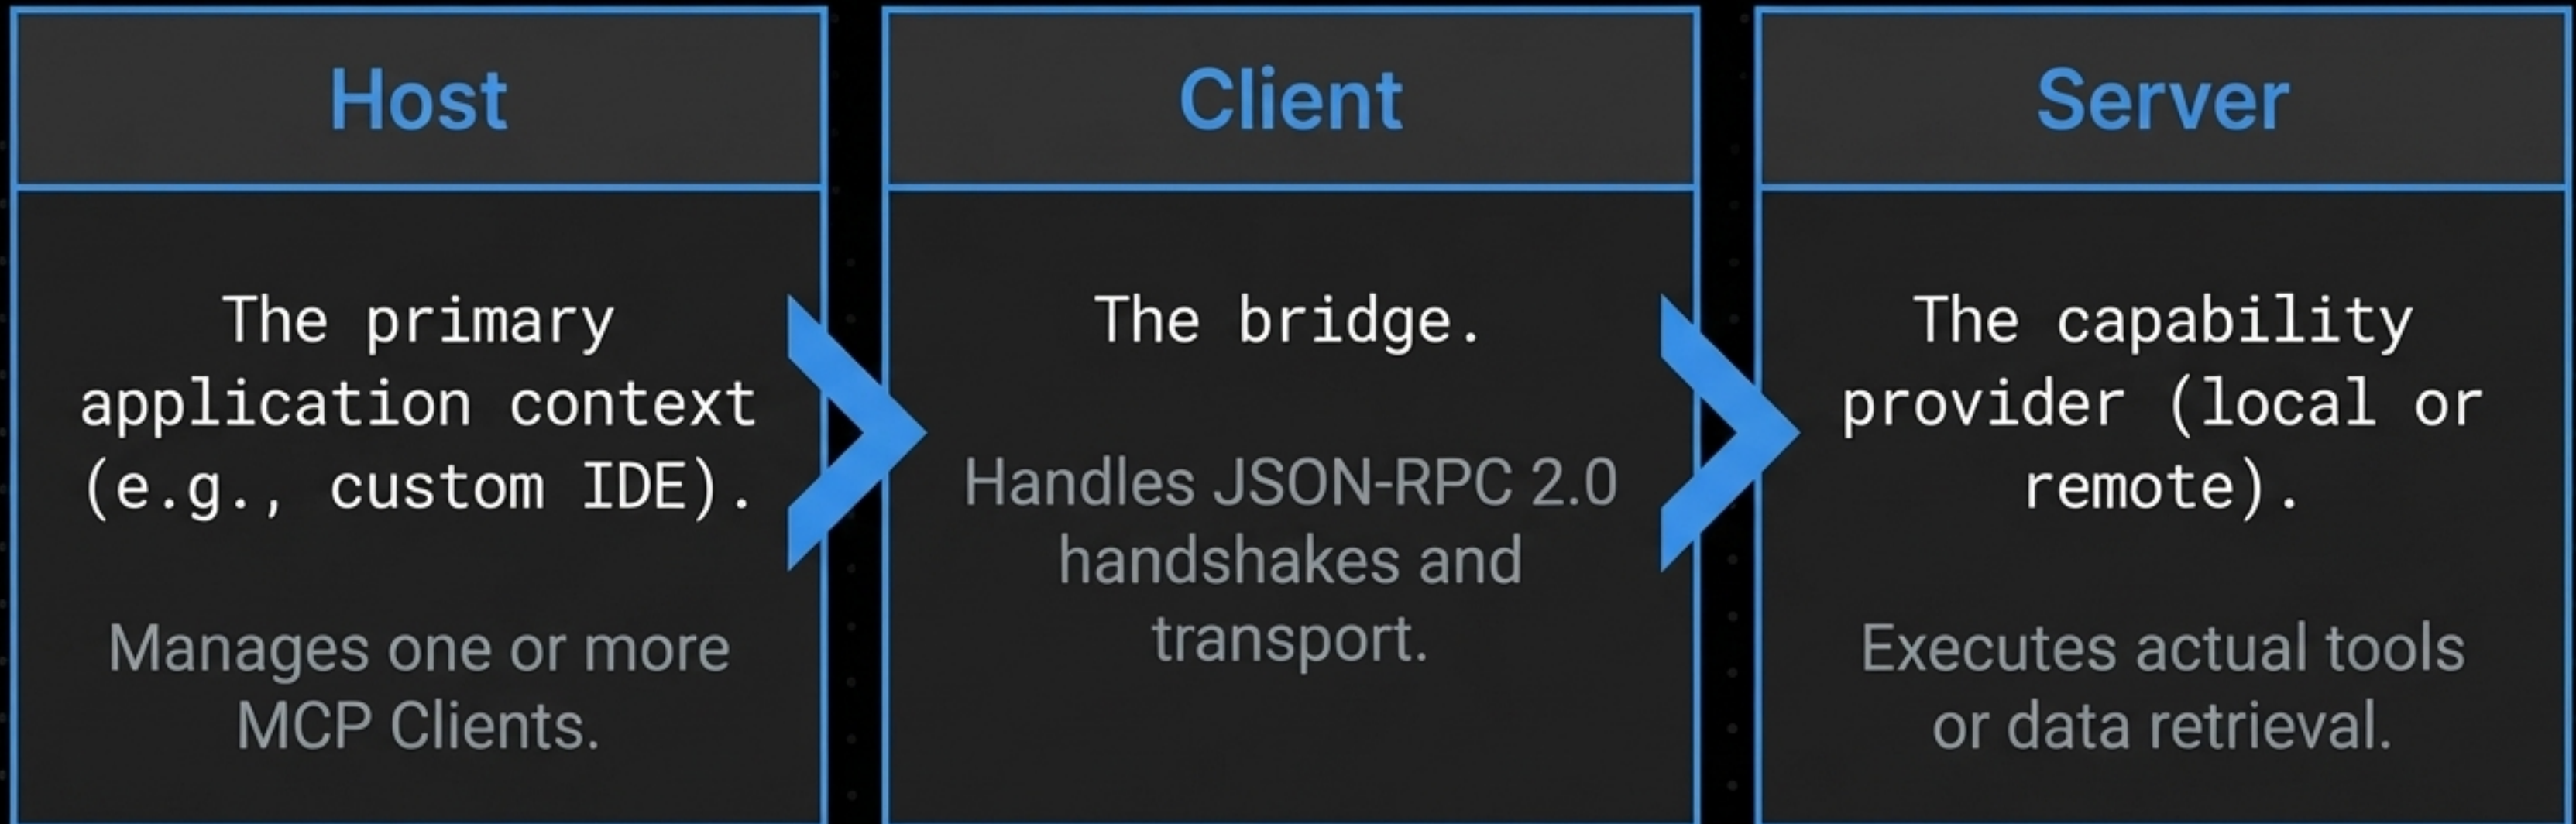 Host
The primary
application context
(e.g., custom IDE).
Manages one or more
MCP Clients.
Client
The bridge.
Handles JSON-RPC 2.0
handshakes and
transport.
Server
The capability
provider (local or
remote).
Executes actual tools
or data retrieval.